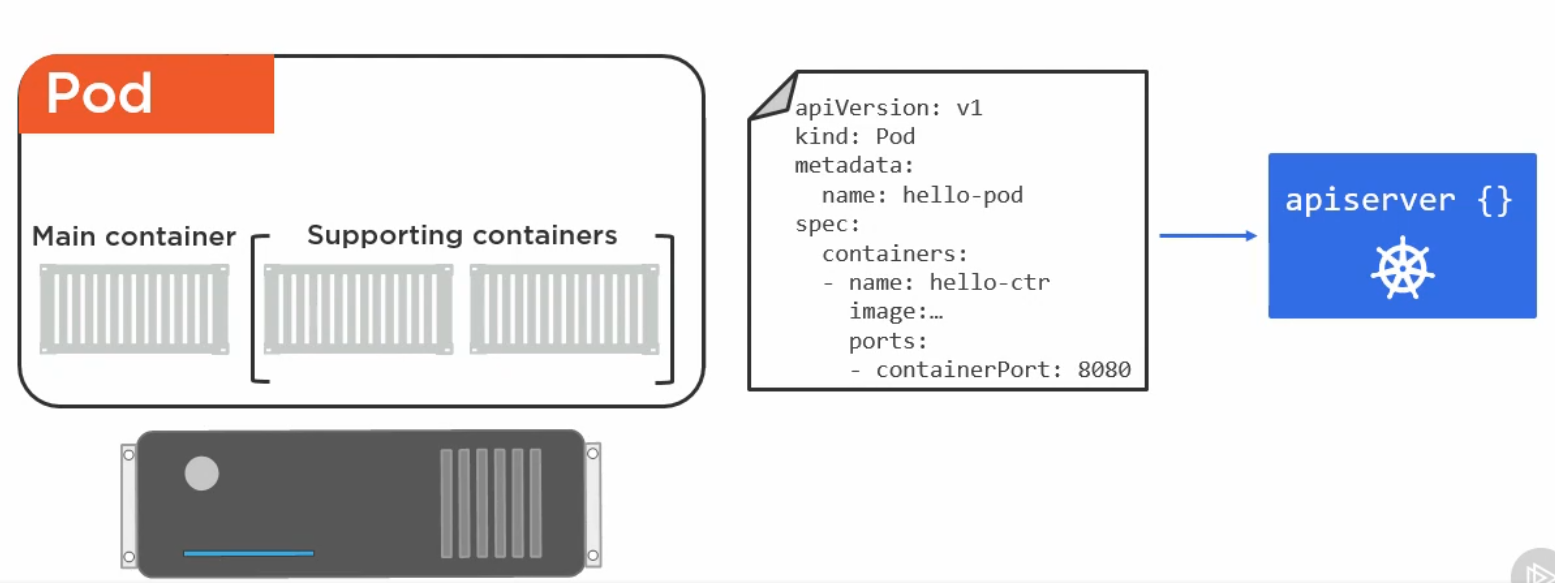 Pod
Main container
Supporting containers
apiVersion: v1
kind: Pod
metadata:
  name: hello-pod
spec:
  containers:
  - name: hello-ctr
    image:…
    ports:
    - containerPort: 8080
apiserver {}